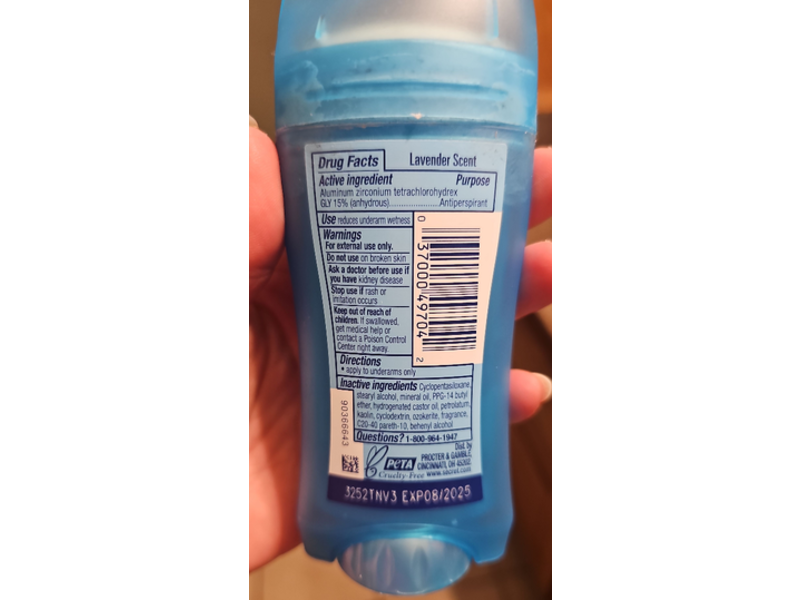 Drug Facts Lavender Scent
Active ingredient Purpose
Aluminum zirconium tetrachlorohydrex
GLY 15% (anhydrous)......................Antiperspirant
Use reduces underarm wetness
Warnings
For external use only.
Do not use on broken skin
Ask a doctor before use if
you have kidney disease
Stop use if rash or
irritation occurs
Keep out of reach of
children. If swallowed,
get medical help or
contact a Poison Control
Center right away.
0 37000 49704 2
Directions
• apply to underarms only
Inactive ingredients Cyclopentasiloxane,
stearyl alcohol, mineral oil, PPG-14 butyl
ether, hydrogenated castor oil, petrolatum,
kaolin, cyclodextrin, ozokerite, fragrance,
C20-40 pareth-10, behenyl alcohol
Questions? 1-800-964-1947
90366643
PETA
Cruelty-Free
Dist. by
PROCTER & GAMBLE,
CINCINNATI, OH 45202.
www.secret.com
3252TNV3 EXP08/2025